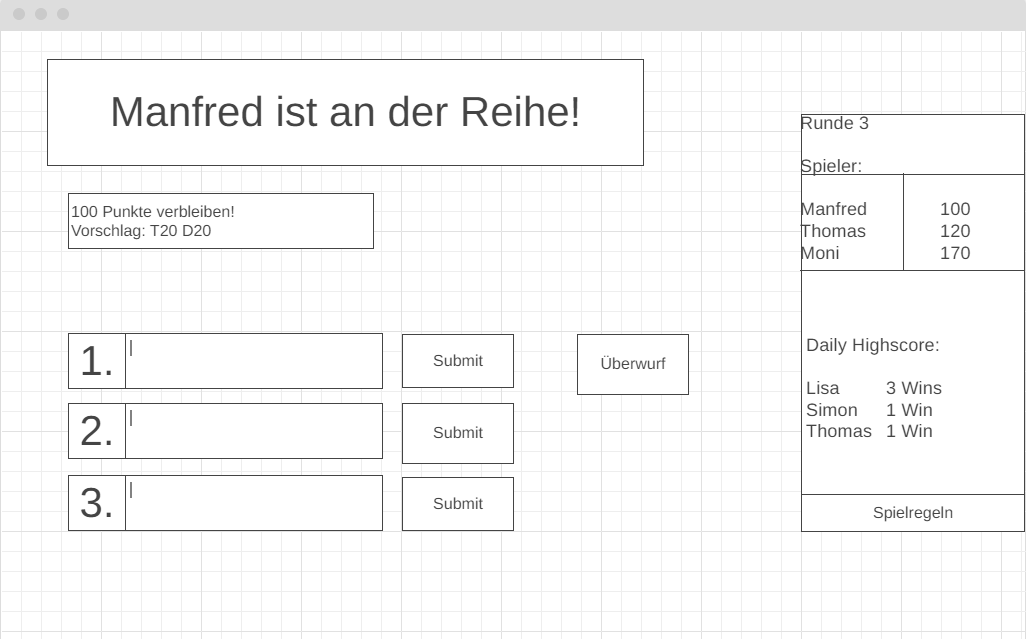 Manfred ist an der Reihe!
100 Punkte verbleiben!
Vorschlag: T20 D20
1.
Submit
Überwurf
2.
Submit
3.
Submit
Runde 3
Spieler:
Manfred 100
Thomas 120
Moni 170
Daily Highscore:
Lisa 3 Wins
Simon 1 Win
Thomas 1 Win
Spielregeln